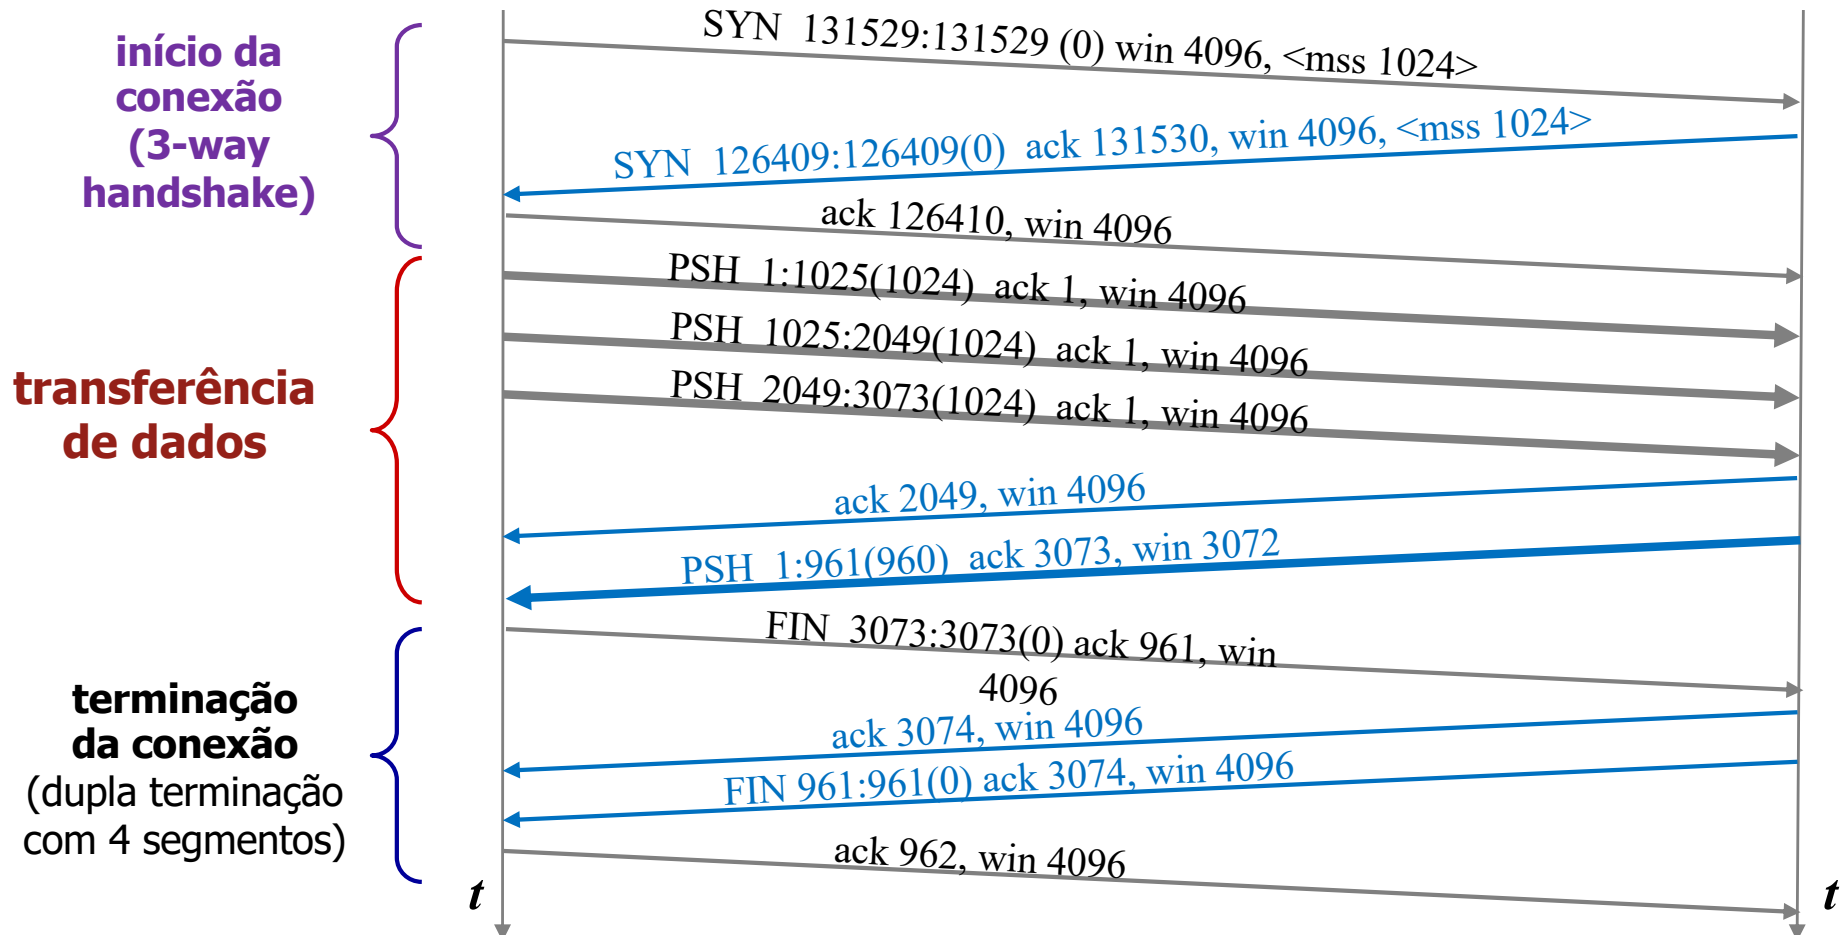 início da
conexão
(3-way
handshake)
SYN  131529:131529 (0) win 4096, <mss 1024>
SYN  126409:126409(0)  ack 131530, win 4096, <mss 1024>
ack 126410, win 4096
transferência
de dados
PSH  1:1025(1024)  ack 1, win 4096
PSH  1025:2049(1024)  ack 1, win 4096
PSH  2049:3073(1024)  ack 1, win 4096
ack 2049, win 4096
PSH  1:961(960)  ack 3073, win 3072
terminação
da conexão
(dupla terminação
com 4 segmentos)
FIN  3073:3073(0) ack 961, win
4096
ack 3074, win 4096
FIN 961:961(0) ack 3074, win 4096
ack 962, win 4096
t
t